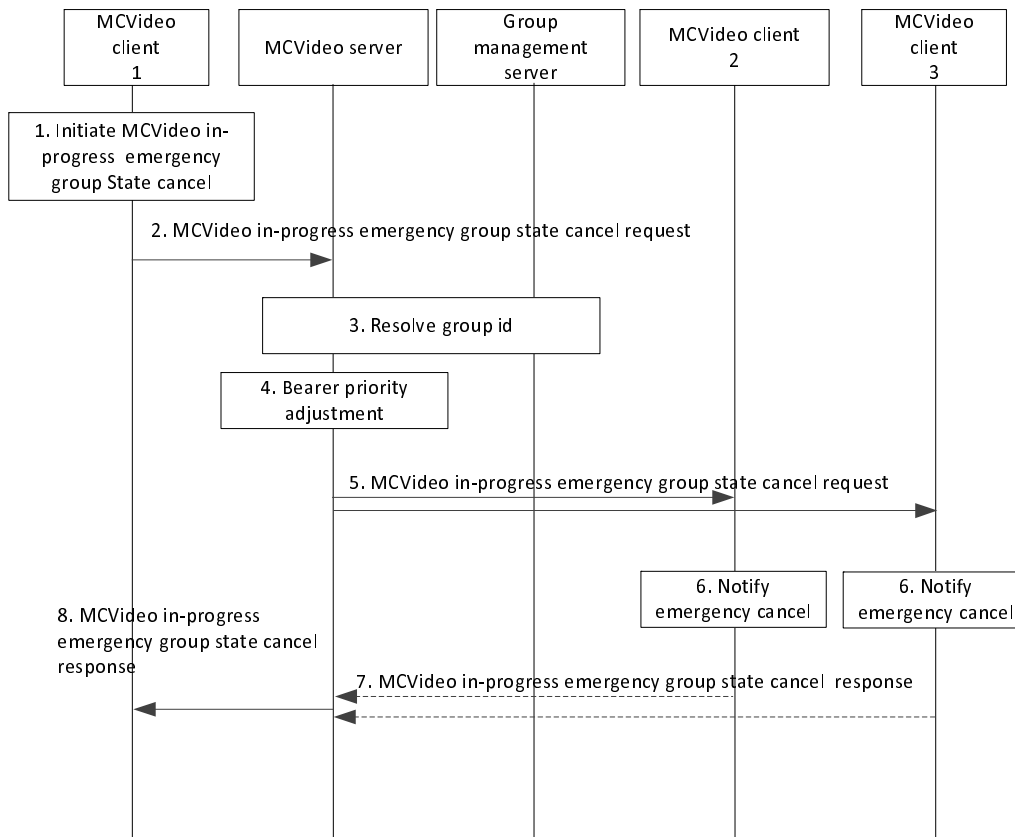 MCVideo
client
1
MCVideo server
Group
management
server
MCVideo client
2
MCVideo
client
3
1. Initiate MCVideo in-
progress emergency
group State cancel
2. MCVideo in-progress emergency group state cancel request
3. Resolve group id
4. Bearer priority
adjustment
5. MCVideo in-progress emergency group state cancel request
6. Notify
emergency cancel
6. Notify
emergency cancel
8. MCVideo in-progress
emergency group state cancel
response
7. MCVideo in-progress emergency group state cancel response